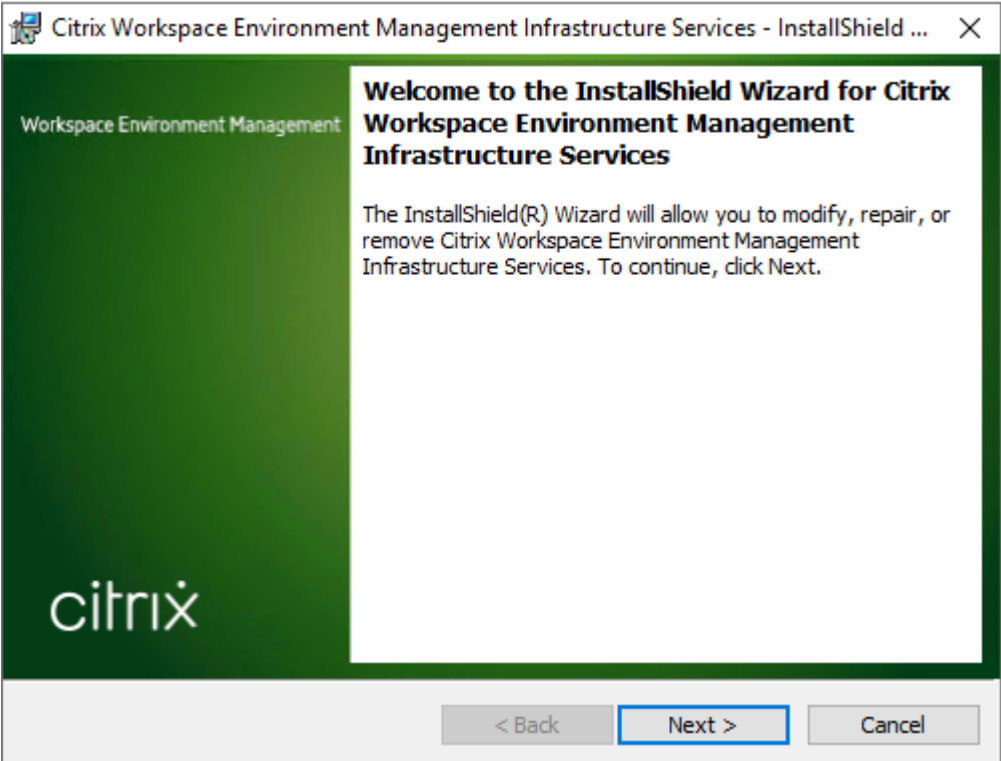 Citrix Workspace Environment Management Infrastructure Services - InstallShield ...
Workspace Environment Management
Welcome to the InstallShield Wizard for Citrix
Workspace Environment Management
Infrastructure Services
The InstallShield(R) Wizard will allow you to modify, repair, or
remove Citrix Workspace Environment Management
Infrastructure Services. To continue, click Next.
citrix
< Back
Next >
Cancel